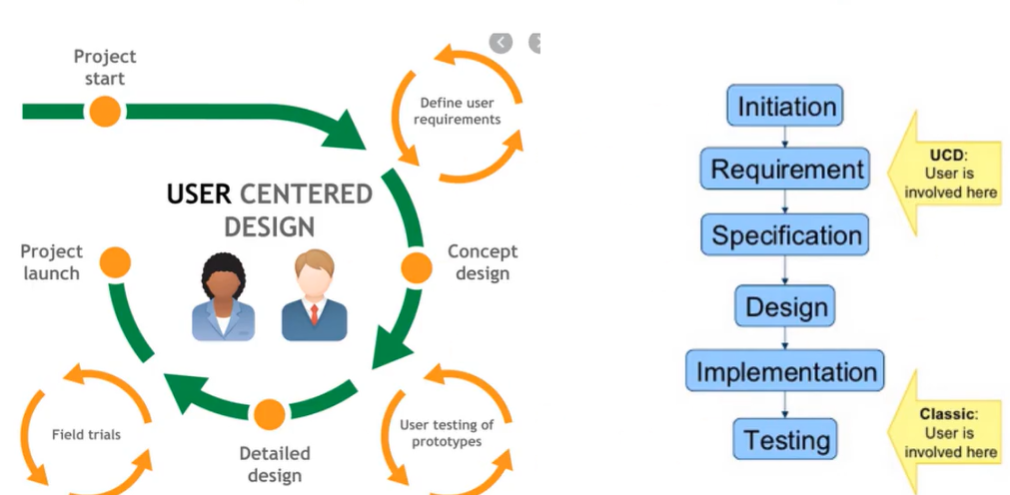 Project
start
Define user
requirements
USER CENTERED
DESIGN
Project
launch
Concept
design
Field trials
User testing of
prototypes
Detailed
design
Initiation
Requirement
UCD:
User is
involved here
Specification
Design
Implementation
Testing
Classic:
User is
involved here